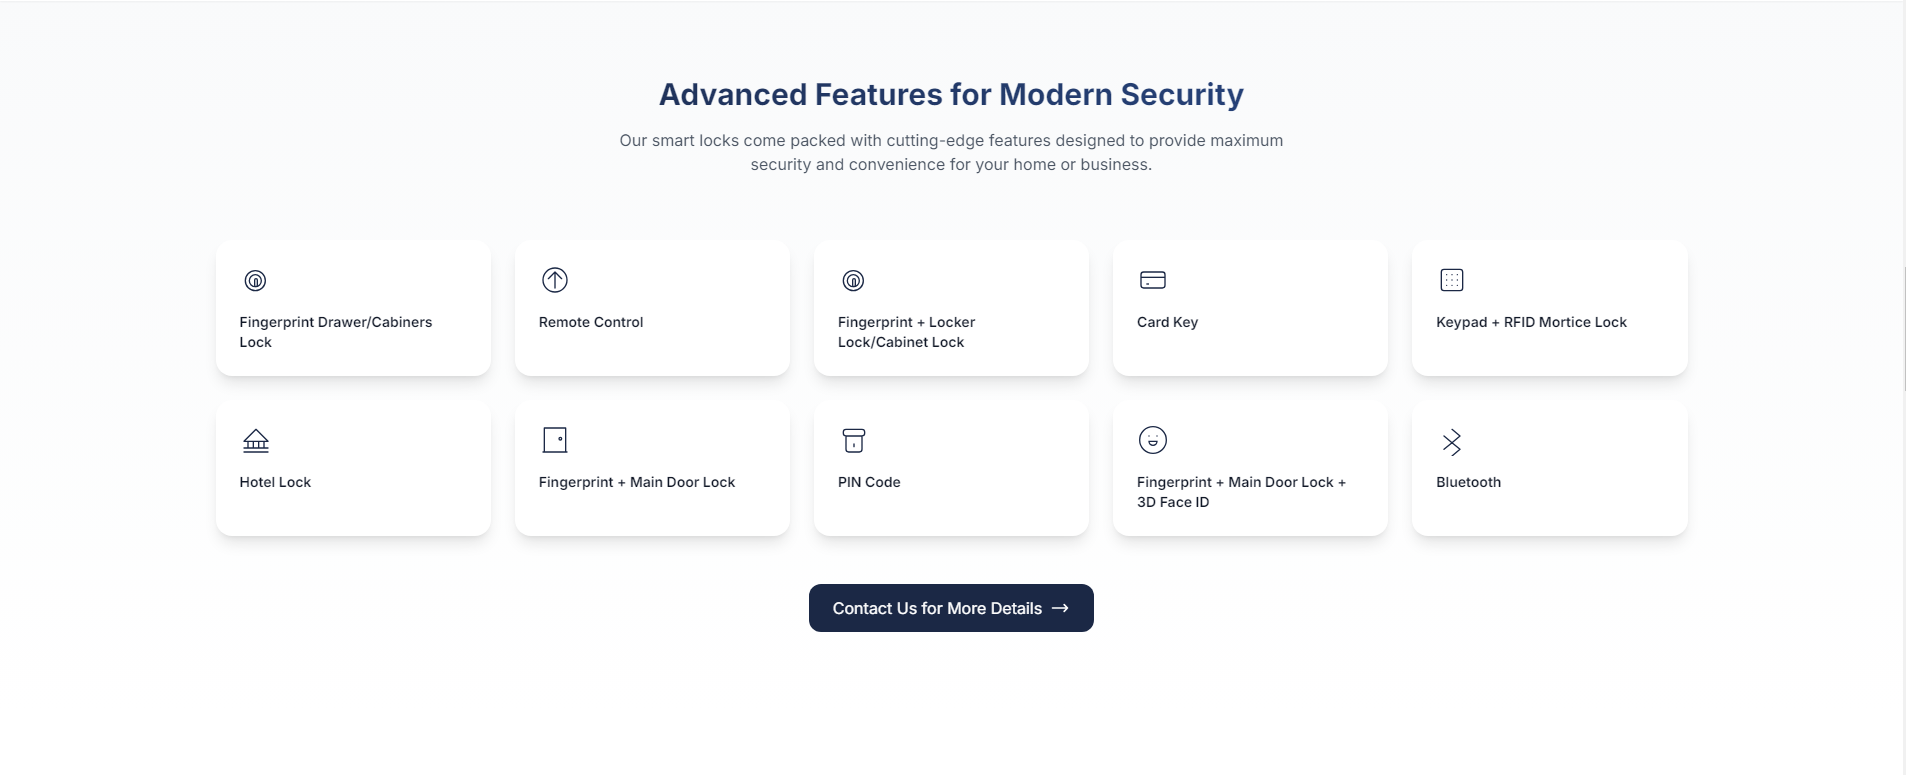 Advanced Features for Modern Security
Our smart locks come packed with cutting-edge features designed to provide maximum
security and convenience for your home or business.
Fingerprint Drawer/Cabiners
Lock
Remote Control
Fingerprint + Locker
Lock/Cabinet Lock
Card Key
Keypad + RFID Mortice Lock
Hotel Lock
Fingerprint + Main Door Lock
PIN Code
Fingerprint + Main Door Lock +
3D Face ID
Bluetooth
Contact Us for More Details →